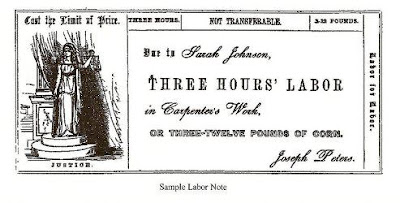 Cost the Limit of Price.
THREE HOURS.
NOT TRANSFERABLE.
3-12 POUNDS.
Due to Sarah Johnson,
THREE HOURS' LABOR
in Carpenter's Work,
OR THREE-TWELVE POUNDS OF CORN.
Joseph Peters.
Labor for Labor.
JUSTICE.
Sample Labor Note